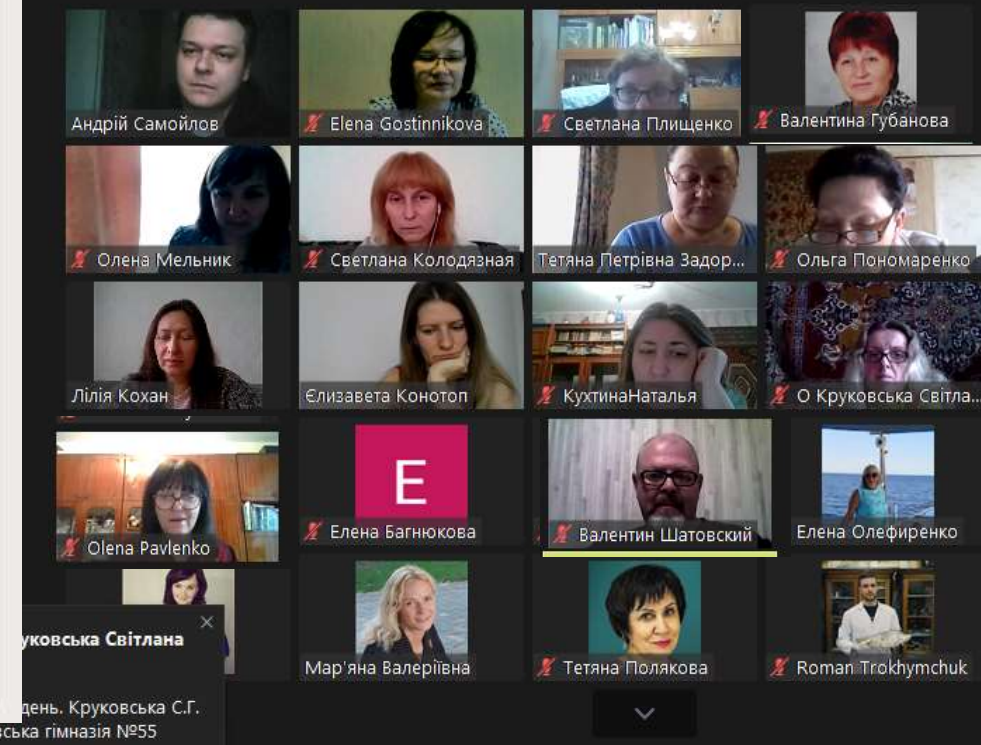 Андрій Самойлов
Elena Gostinnikova
Светлана Плищенко
Валентина Губанова
Олена Мельник
Светлана Колодязная
Тетяна Петрівна Задор...
Ольга Пономаренко
Лілія Кохан
Єлизавета Конотоп
КухтинаНаталья
О Круковська Світла...
Olena Pavlenko
E
Елена Багнюкова
Валентин Шатовский
Елена Олефиренко
Мар'яна Валеріївна
Тетяна Полякова
Roman Trokhymchuk
уковська Світлана
день. Круковська С.Г.
вська гімназія №55